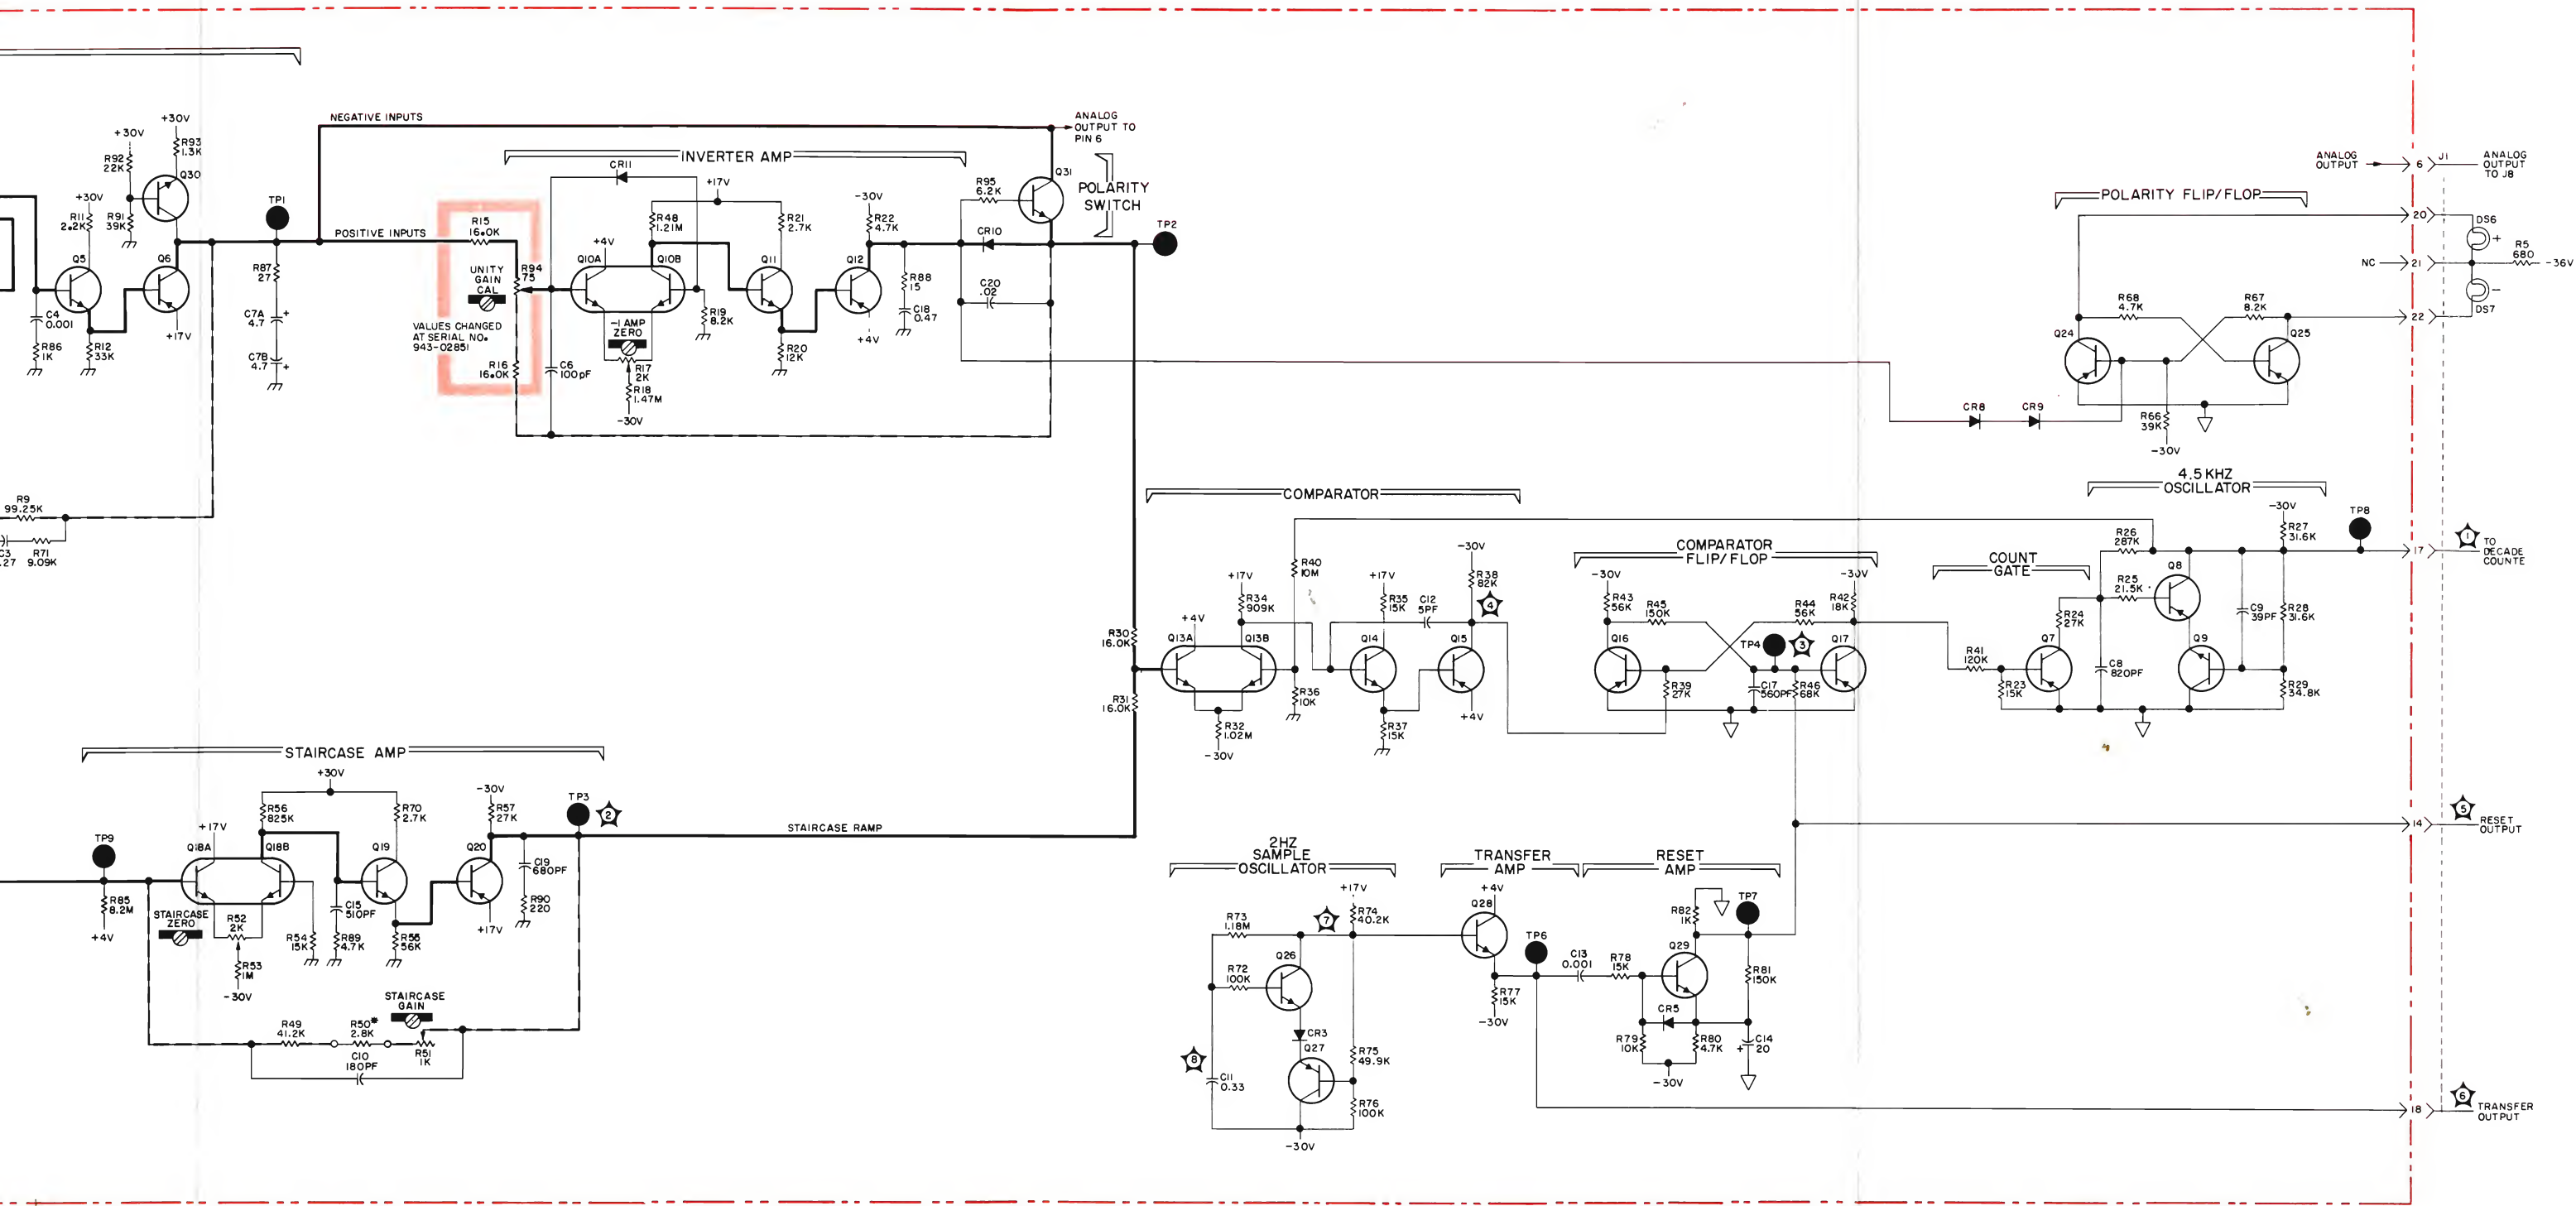 NEGATIVE INPUTS
ANALOG
OUTPUT TO
PIN 6
+30V
+30V
R93
1.3K
R92
22K
Q30
INVERTER AMP
CR11
+17V
R95
6.2K
Q31
POLARITY
SWITCH
ANALOG
OUTPUT
6
J1
ANALOG
OUTPUT
TO J8
POLARITY FLIP/FLOP
+30V
R11
2.2K
R91
39K
TP1
R15
16.0K
POSITIVE INPUTS
R48
1.21M
R21
2.7K
-30V
R22
4.7K
CR10
TP2
20
DS6
+
R5
680
-36V
NC
21
-
DS7
22
Q5
Q6
R87
27
UNITY
GAIN
CAL
R94
75
+4V
Q10A
Q10B
Q11
Q12
R88
15
C20
.02
C18
0.47
R68
4.7K
R67
8.2K
Q24
Q25
C4
0.001
R86
1K
R12
33K
+17V
C7A
4.7
+
C7B
4.7
+
VALUES CHANGED
AT SERIAL NO.
943-02851
R16
16.0K
C6
100pF
-1 AMP
ZERO
R17
2K
R18
1.47M
-30V
R19
8.2K
R20
12K
+4V
CR8
CR9
R66
39K
-30V
R9
99.25K
C3
.27
R71
9.09K
COMPARATOR
4.5KHZ
OSCILLATOR
-30V
R27
31.6K
TP8
R26
287K
17
1
TO
DECADE
COUNTE
COMPARATOR
FLIP/FLOP
COUNT
GATE
R40
10M
-30V
R38
82K
+17V
R34
909K
+17V
R35
15K
C12
5PF
4
-30V
R43
56K
R45
150K
R44
56K
-30V
R42
18K
R25
21.5K
Q8
R24
27K
C9
39PF
R28
31.6K
R30
16.0K
+4V
Q13A
Q13B
Q14
Q15
Q16
TP4
3
Q17
R41
120K
Q7
C8
820PF
Q9
R31
16.0K
R36
10K
R39
27K
C17
560PF
R46
68K
R23
15K
R29
34.8K
R32
1.02M
-30V
R37
15K
+4V
STAIRCASE AMP
+30V
R56
825K
R70
2.7K
-30V
R57
27K
TP3
2
STAIRCASE RAMP
5
14
RESET
OUTPUT
TP9
+17V
Q18A
Q18B
Q19
Q20
C19
680PF
R90
220
R85
8.2M
+4V
STAIRCASE
ZERO
R52
2K
R53
1M
-30V
R54
15K
C15
510PF
R89
4.7K
R55
56K
+17V
2HZ
SAMPLE
OSCILLATOR
TRANSFER
AMP
RESET
AMP
+17V
R74
40.2K
R73
1.18M
7
+4V
Q28
R82
1K
TP7
TP6
R72
100K
Q26
C13
0.001
R78
15K
Q29
R81
150K
R77
15K
-30V
STAIRCASE
GAIN
R49
41.2K
R50*
2.8K
R51
1K
C10
180PF
CR3
Q27
R75
49.9K
CR5
R79
10K
R80
4.7K
+
C14
20
-30V
8
C11
0.33
R76
100K
-30V
18
6
TRANSFER
OUTPUT